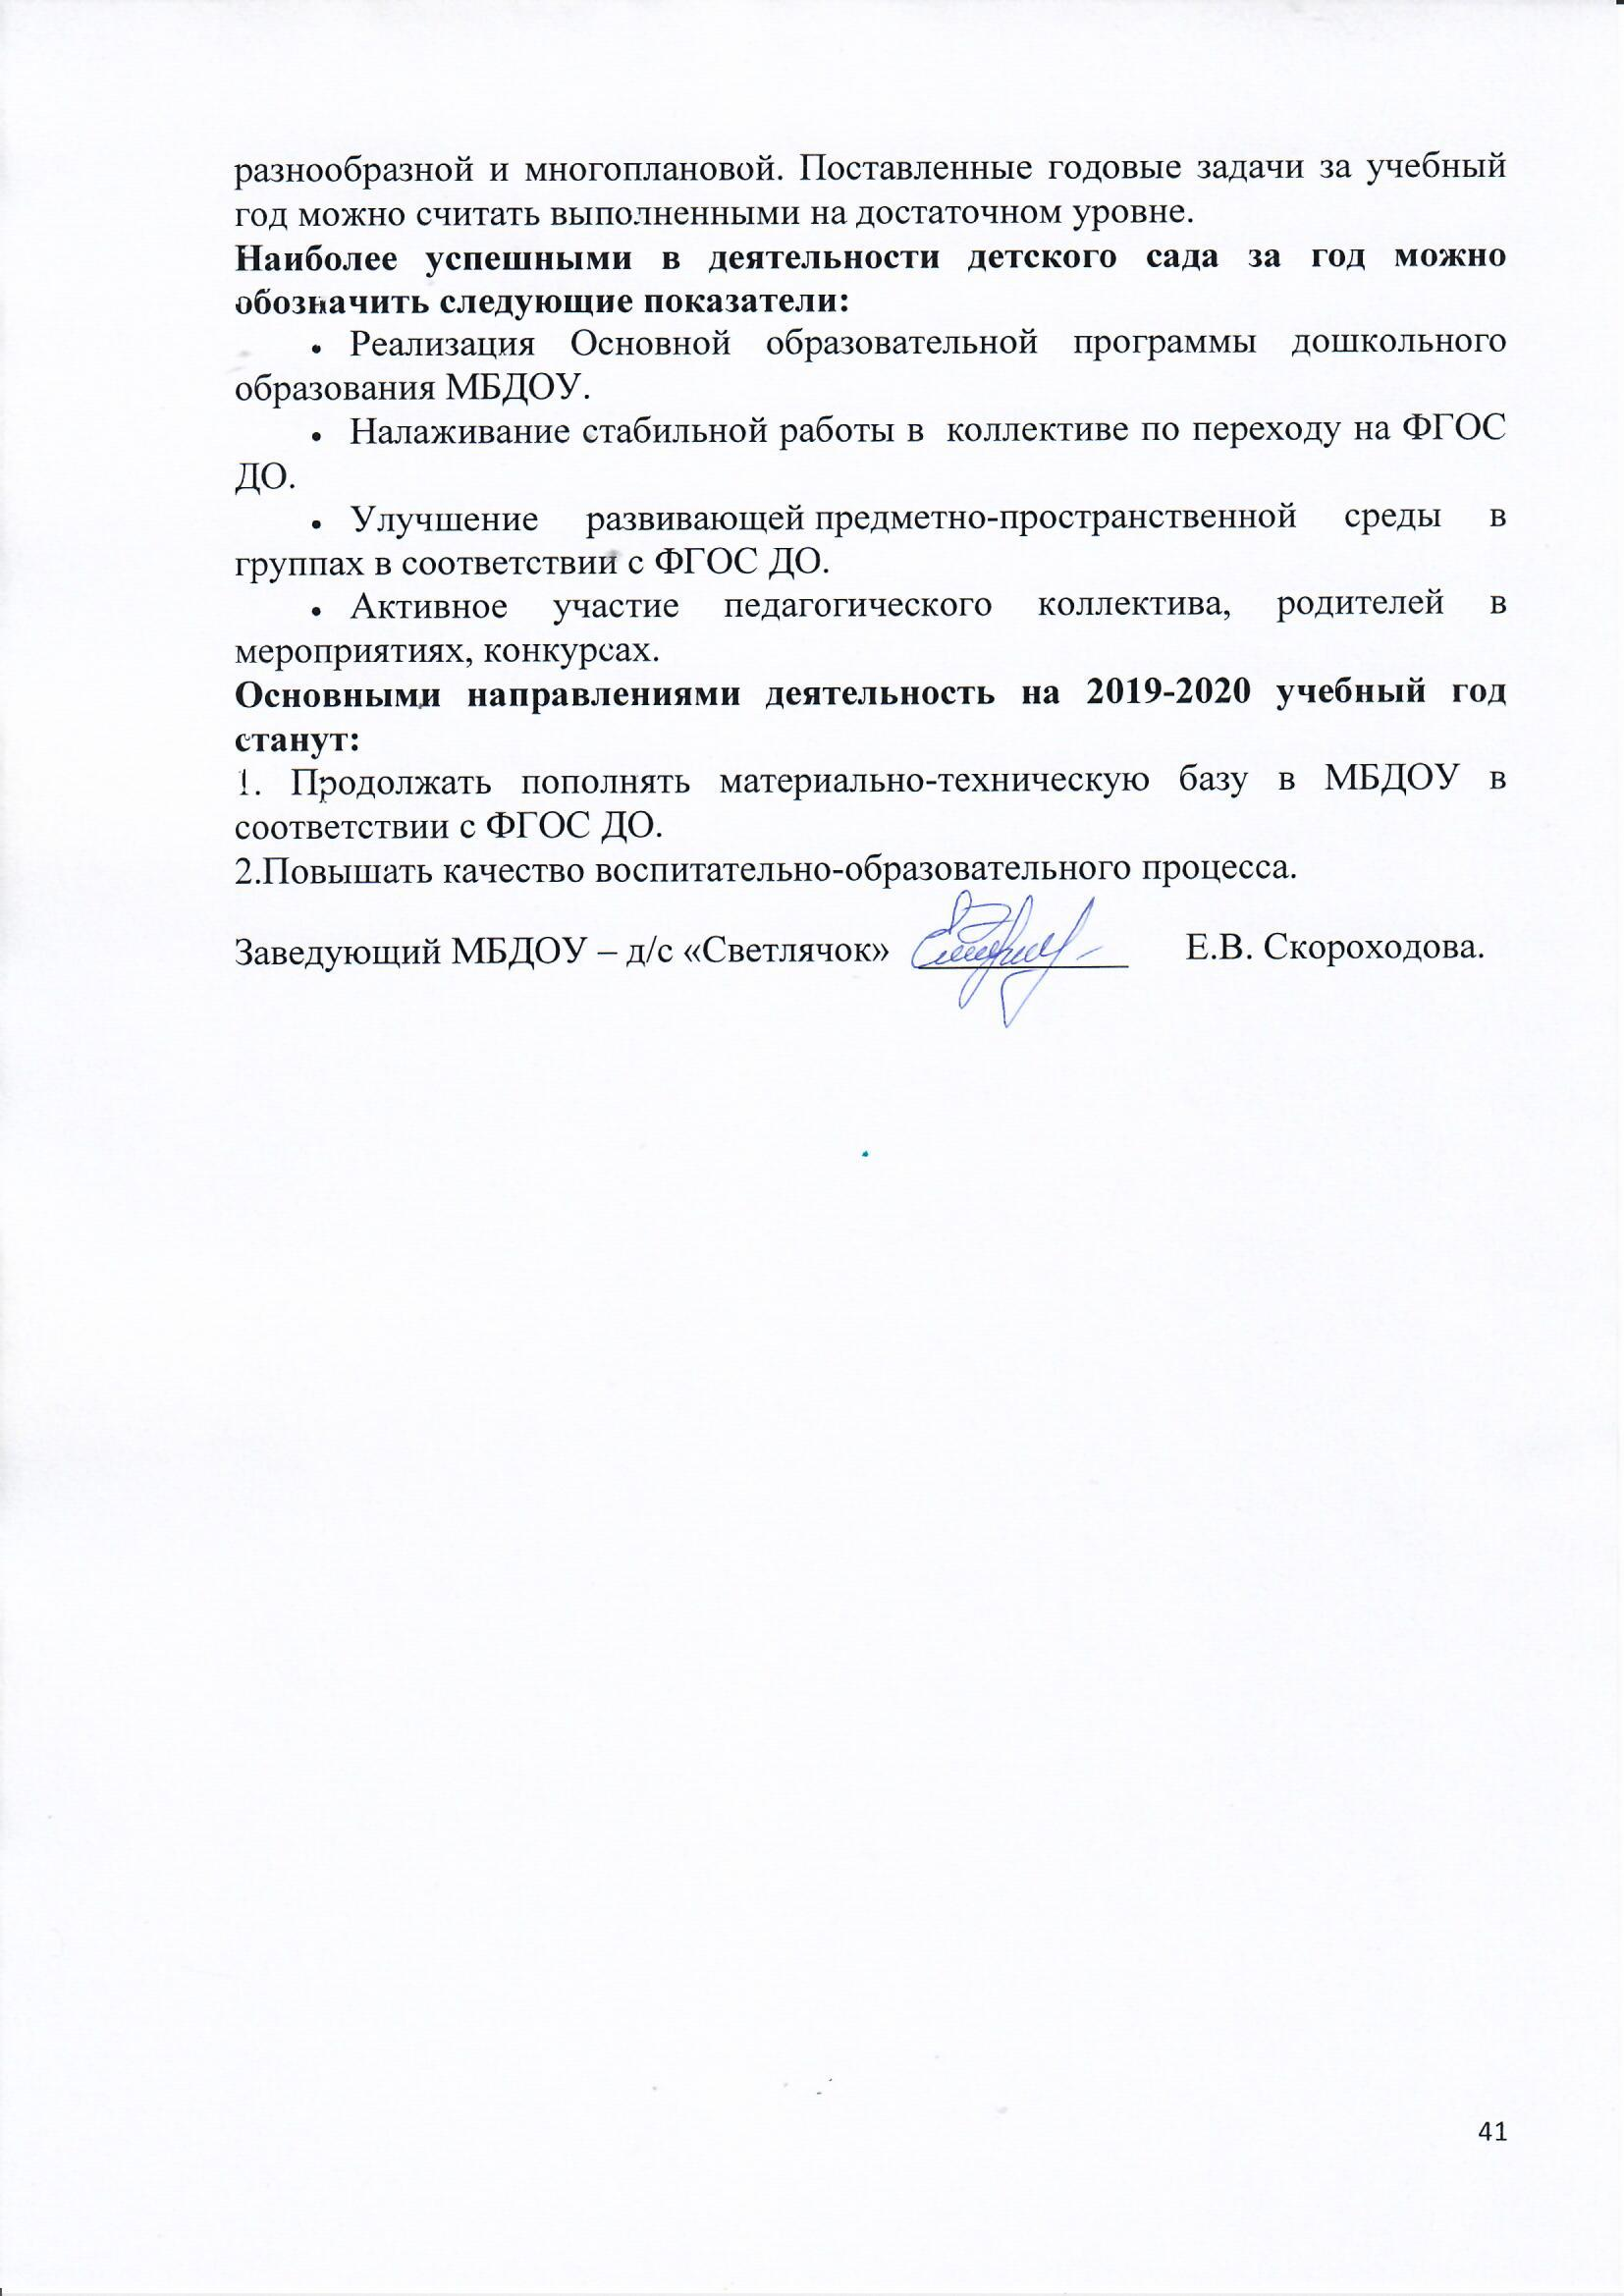 разнообразной и многоплановой. Поставленные годовые задачи за учебный
год можно считать выполненными на достаточном уровне.
Наиболее успешными в деятельности детского сада за год можно
обозначить следующие показатели:
• Реализация Основной образовательной программы дошкольного
образования МБДОУ.
• Налаживание стабильной работы в коллективе по переходу на ФГОС
ДО.
• Улучшение развивающей предметно-пространственной среды в
группах в соответствии с ФГОС ДО.
• Активное участие педагогического коллектива, родителей в
мероприятиях, конкурсах.
Основными направлениями деятельность на 2019-2020 учебный год
станут:
1. Продолжать пополнять материально-техническую базу в МБДОУ в
соответствии с ФГОС ДО.
2.Повышать качество воспитательно-образовательного процесса.
Заведующий МБДОУ – д/с «Светлячок» Е.В. Скороходова.
41